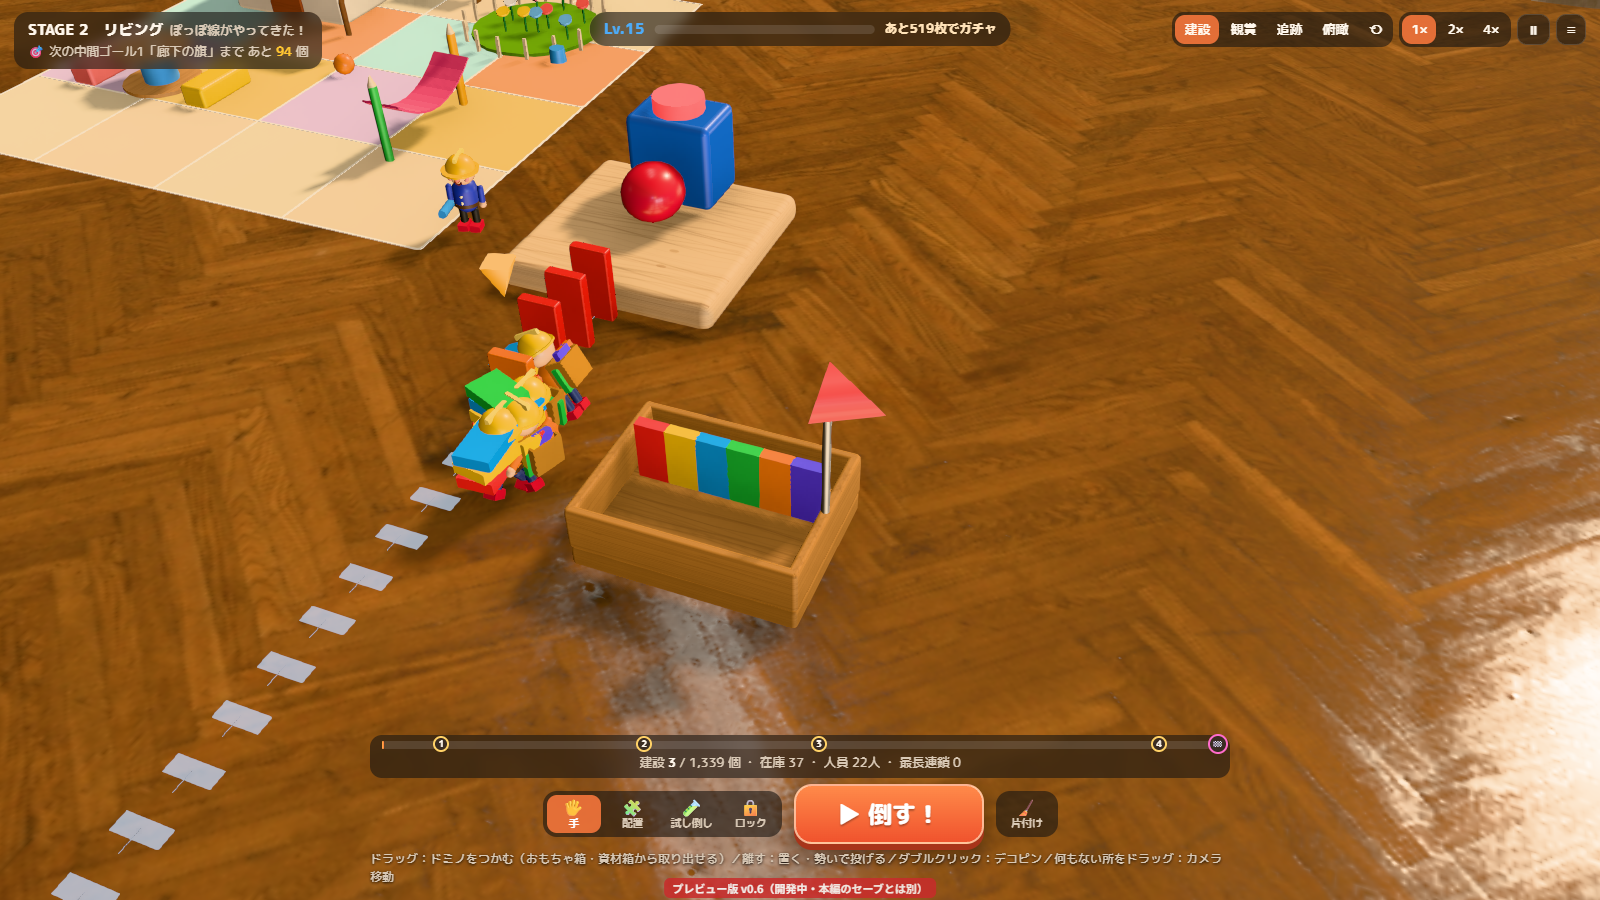 STAGE 2 リビング ぽっぽ線がやってきた！
🎯 次の中間ゴール1「廊下の旗」まで あと 94 個
Lv.15 あと519枚でガチャ
建設 観賞 追跡 俯瞰 ⟲ 1× 2× 4× ⏸ ≡
1 2 3 4
建設 3 / 1,339 個 ・ 在庫 37 ・ 人員 22人 ・ 最長連鎖 0
手 配置 試し倒し ロック ▶ 倒す！ 片付け
ドラッグ：ドミノをつかむ（おもちゃ箱・資材箱から取り出せる）／離す：置く・勢いで投げる／ダブルクリック：デコピン／何もない所をドラッグ：カメラ
移動
プレビュー版 v0.6（開発中・本編のセーブとは別）